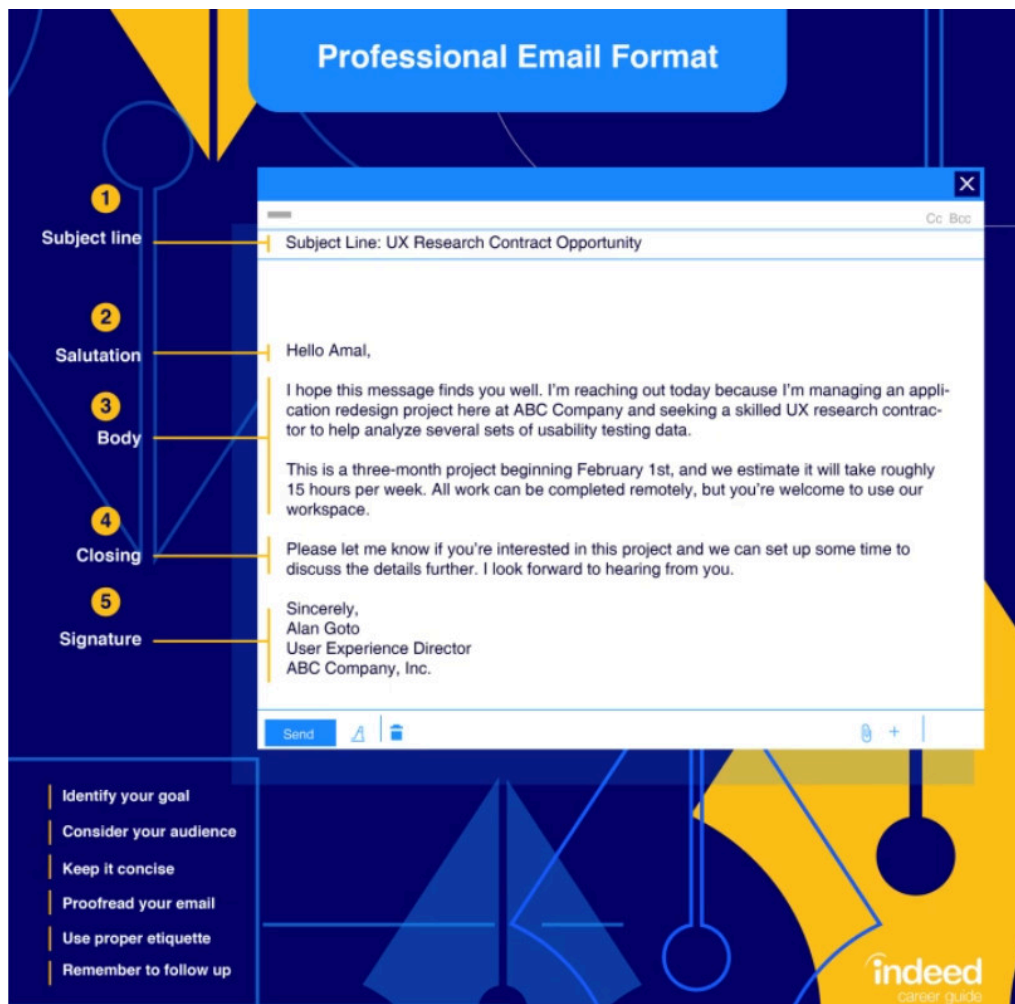 Professional Email Format
1
Subject line
2
Salutation
3
Body
4
Closing
5
Signature
Cc Bcc
Subject Line: UX Research Contract Opportunity
Hello Amal,
I hope this message finds you well. I'm reaching out today because I'm managing an appli-
cation redesign project here at ABC Company and seeking a skilled UX research contrac-
tor to help analyze several sets of usability testing data.
This is a three-month project beginning February 1st, and we estimate it will take roughly
15 hours per week. All work can be completed remotely, but you're welcome to use our
workspace.
Please let me know if you're interested in this project and we can set up some time to
discuss the details further. I look forward to hearing from you.
Sincerely,
Alan Goto
User Experience Director
ABC Company, Inc.
Send
Identify your goal
Consider your audience
Keep it concise
Proofread your email
Use proper etiquette
Remember to follow up
indeed
career guide